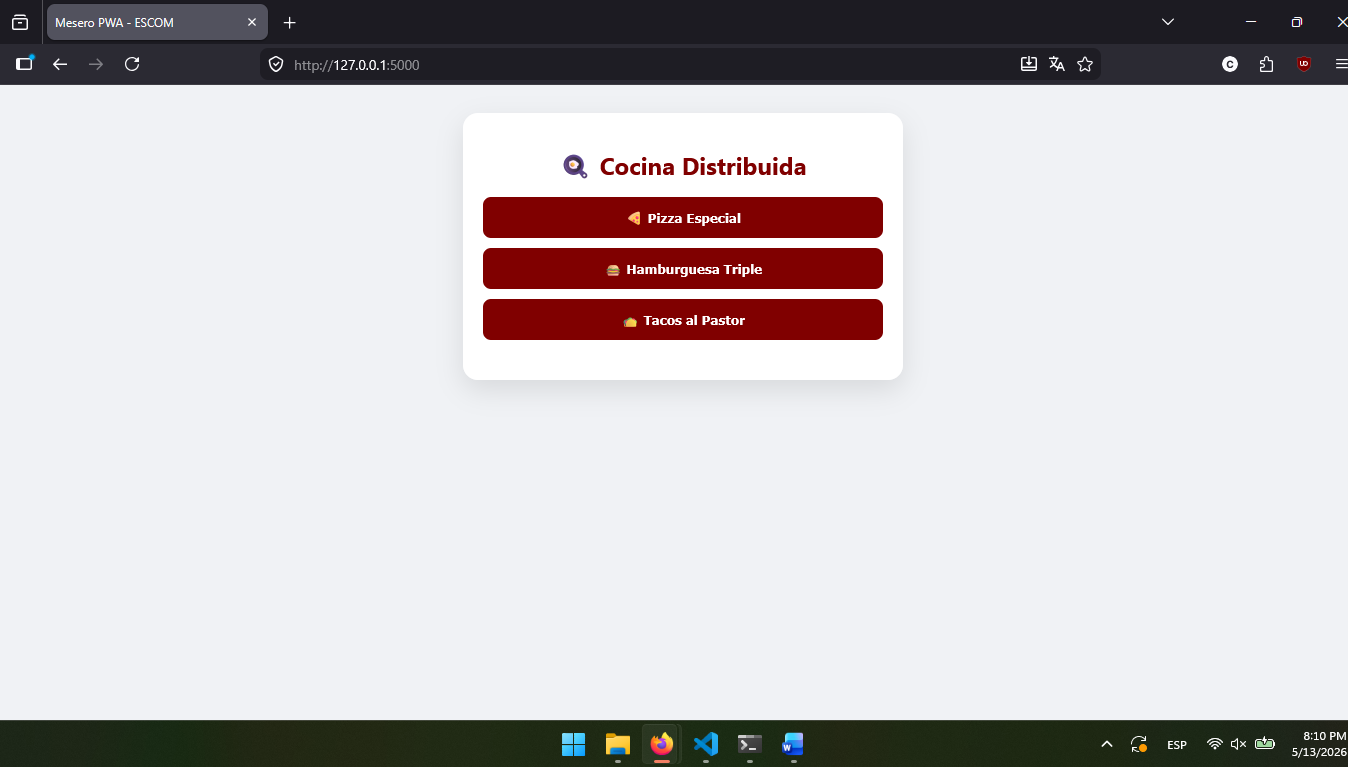 Mesero PWA - ESCOM
http://127.0.0.1:5000
Cocina Distribuida
Pizza Especial
Hamburguesa Triple
Tacos al Pastor
ESP
8:10 PM
5/13/2026